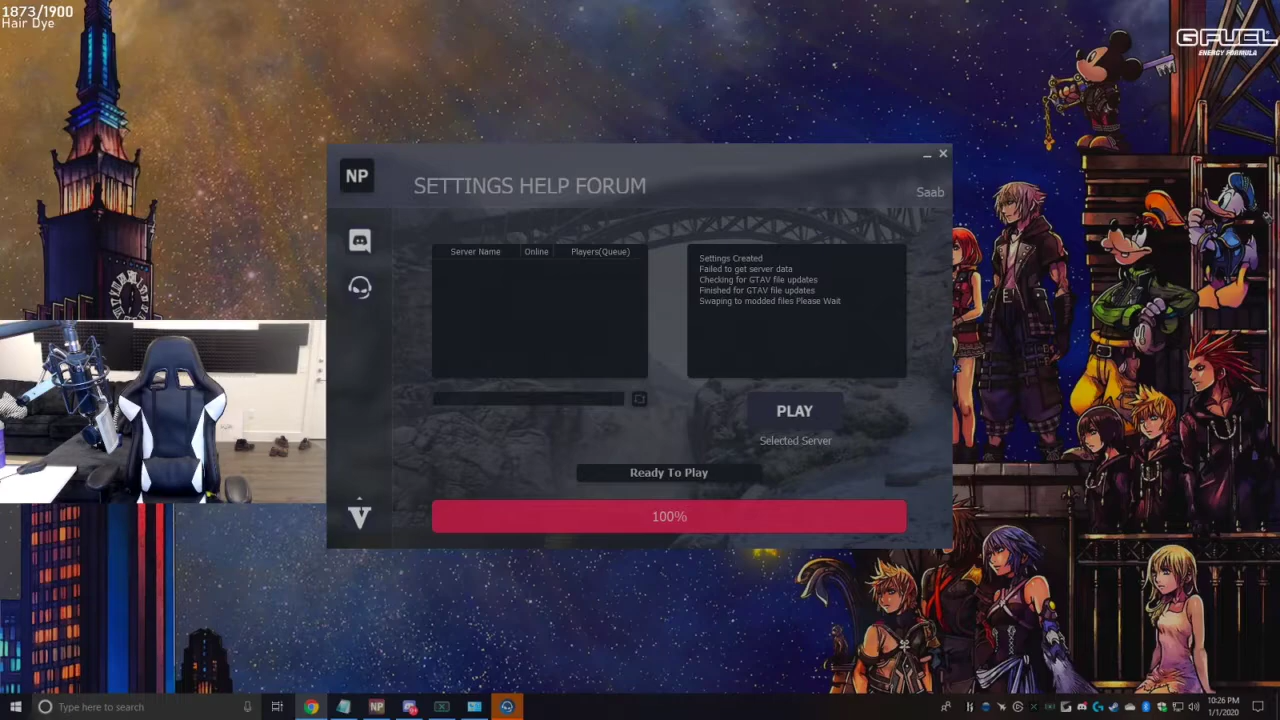 1873/1900
Hair Dye
GFUEL
ENERGY FORMULA
NP
SETTINGS HELP FORUM
Saab
Server Name Online Players(Queue)
Settings Created
Failed to get server data
Checking for GTAV file updates
Finished for GTAV file updates
Swaping to modded files Please Wait
PLAY
Selected Server
Ready To Play
V
100%
Type here to search
NP
10:26 PM
1/1/2020